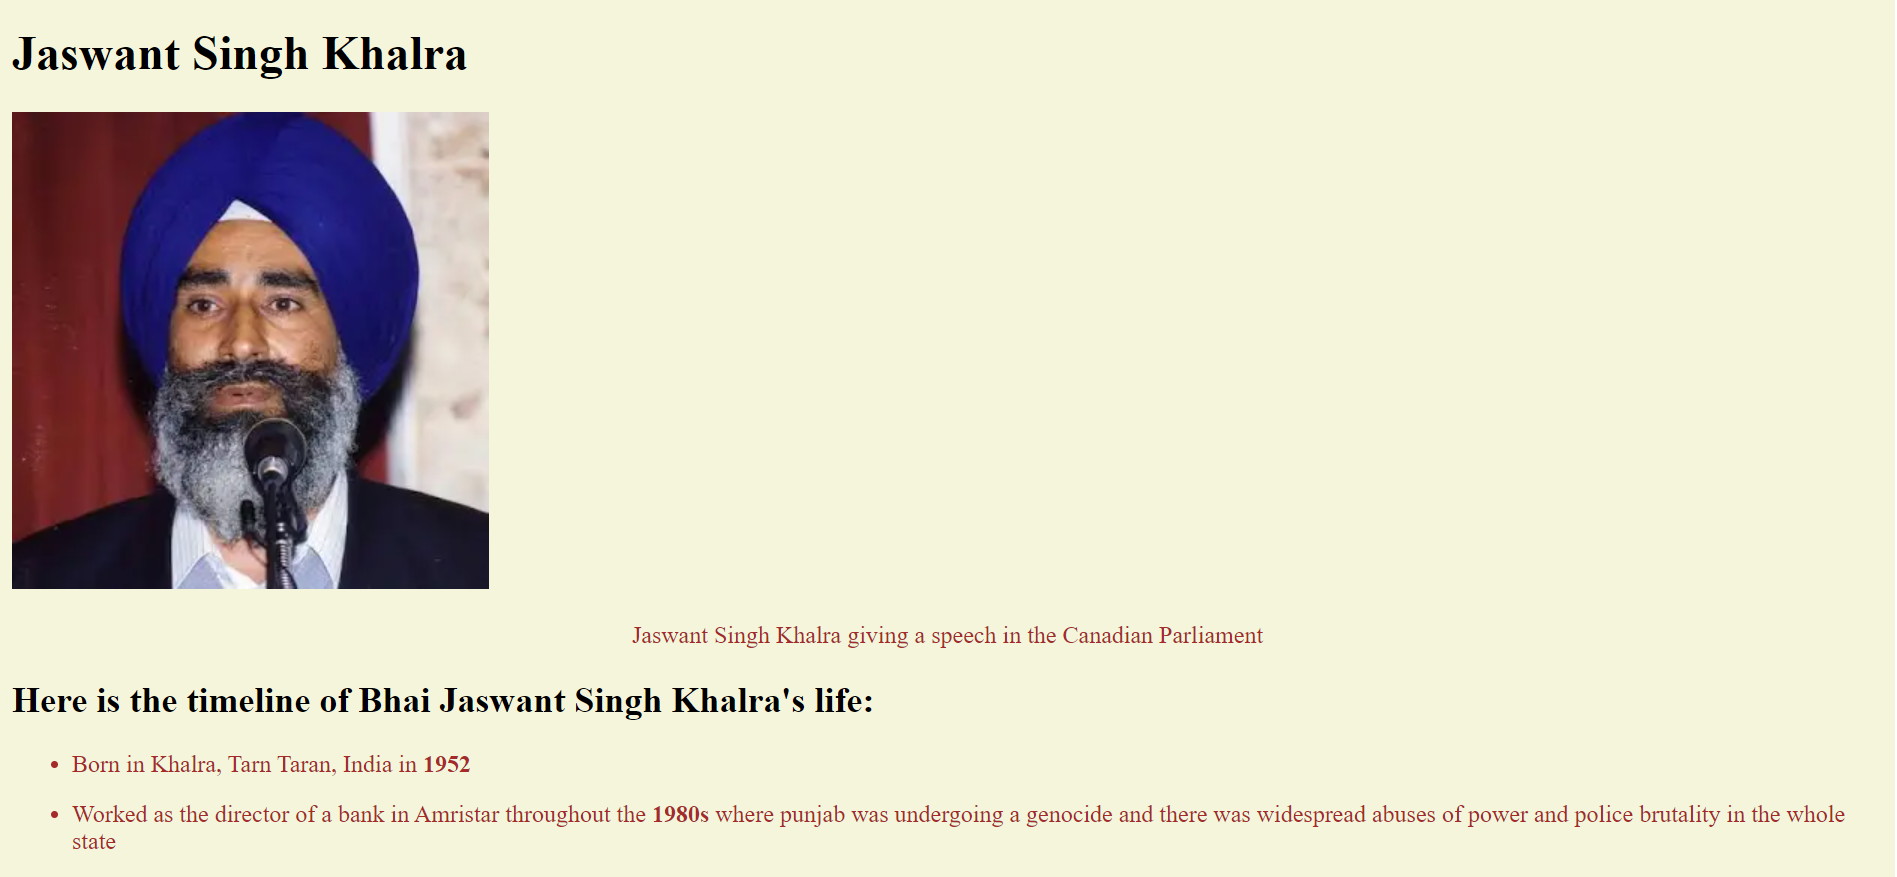 Jaswant Singh Khalra
Jaswant Singh Khalra giving a speech in the Canadian Parliament
Here is the timeline of Bhai Jaswant Singh Khalra's life:
• Born in Khalra, Tarn Taran, India in 1952
• Worked as the director of a bank in Amristar throughout the 1980s where punjab was undergoing a genocide and there was widespread abuses of power and police brutality in the whole
state